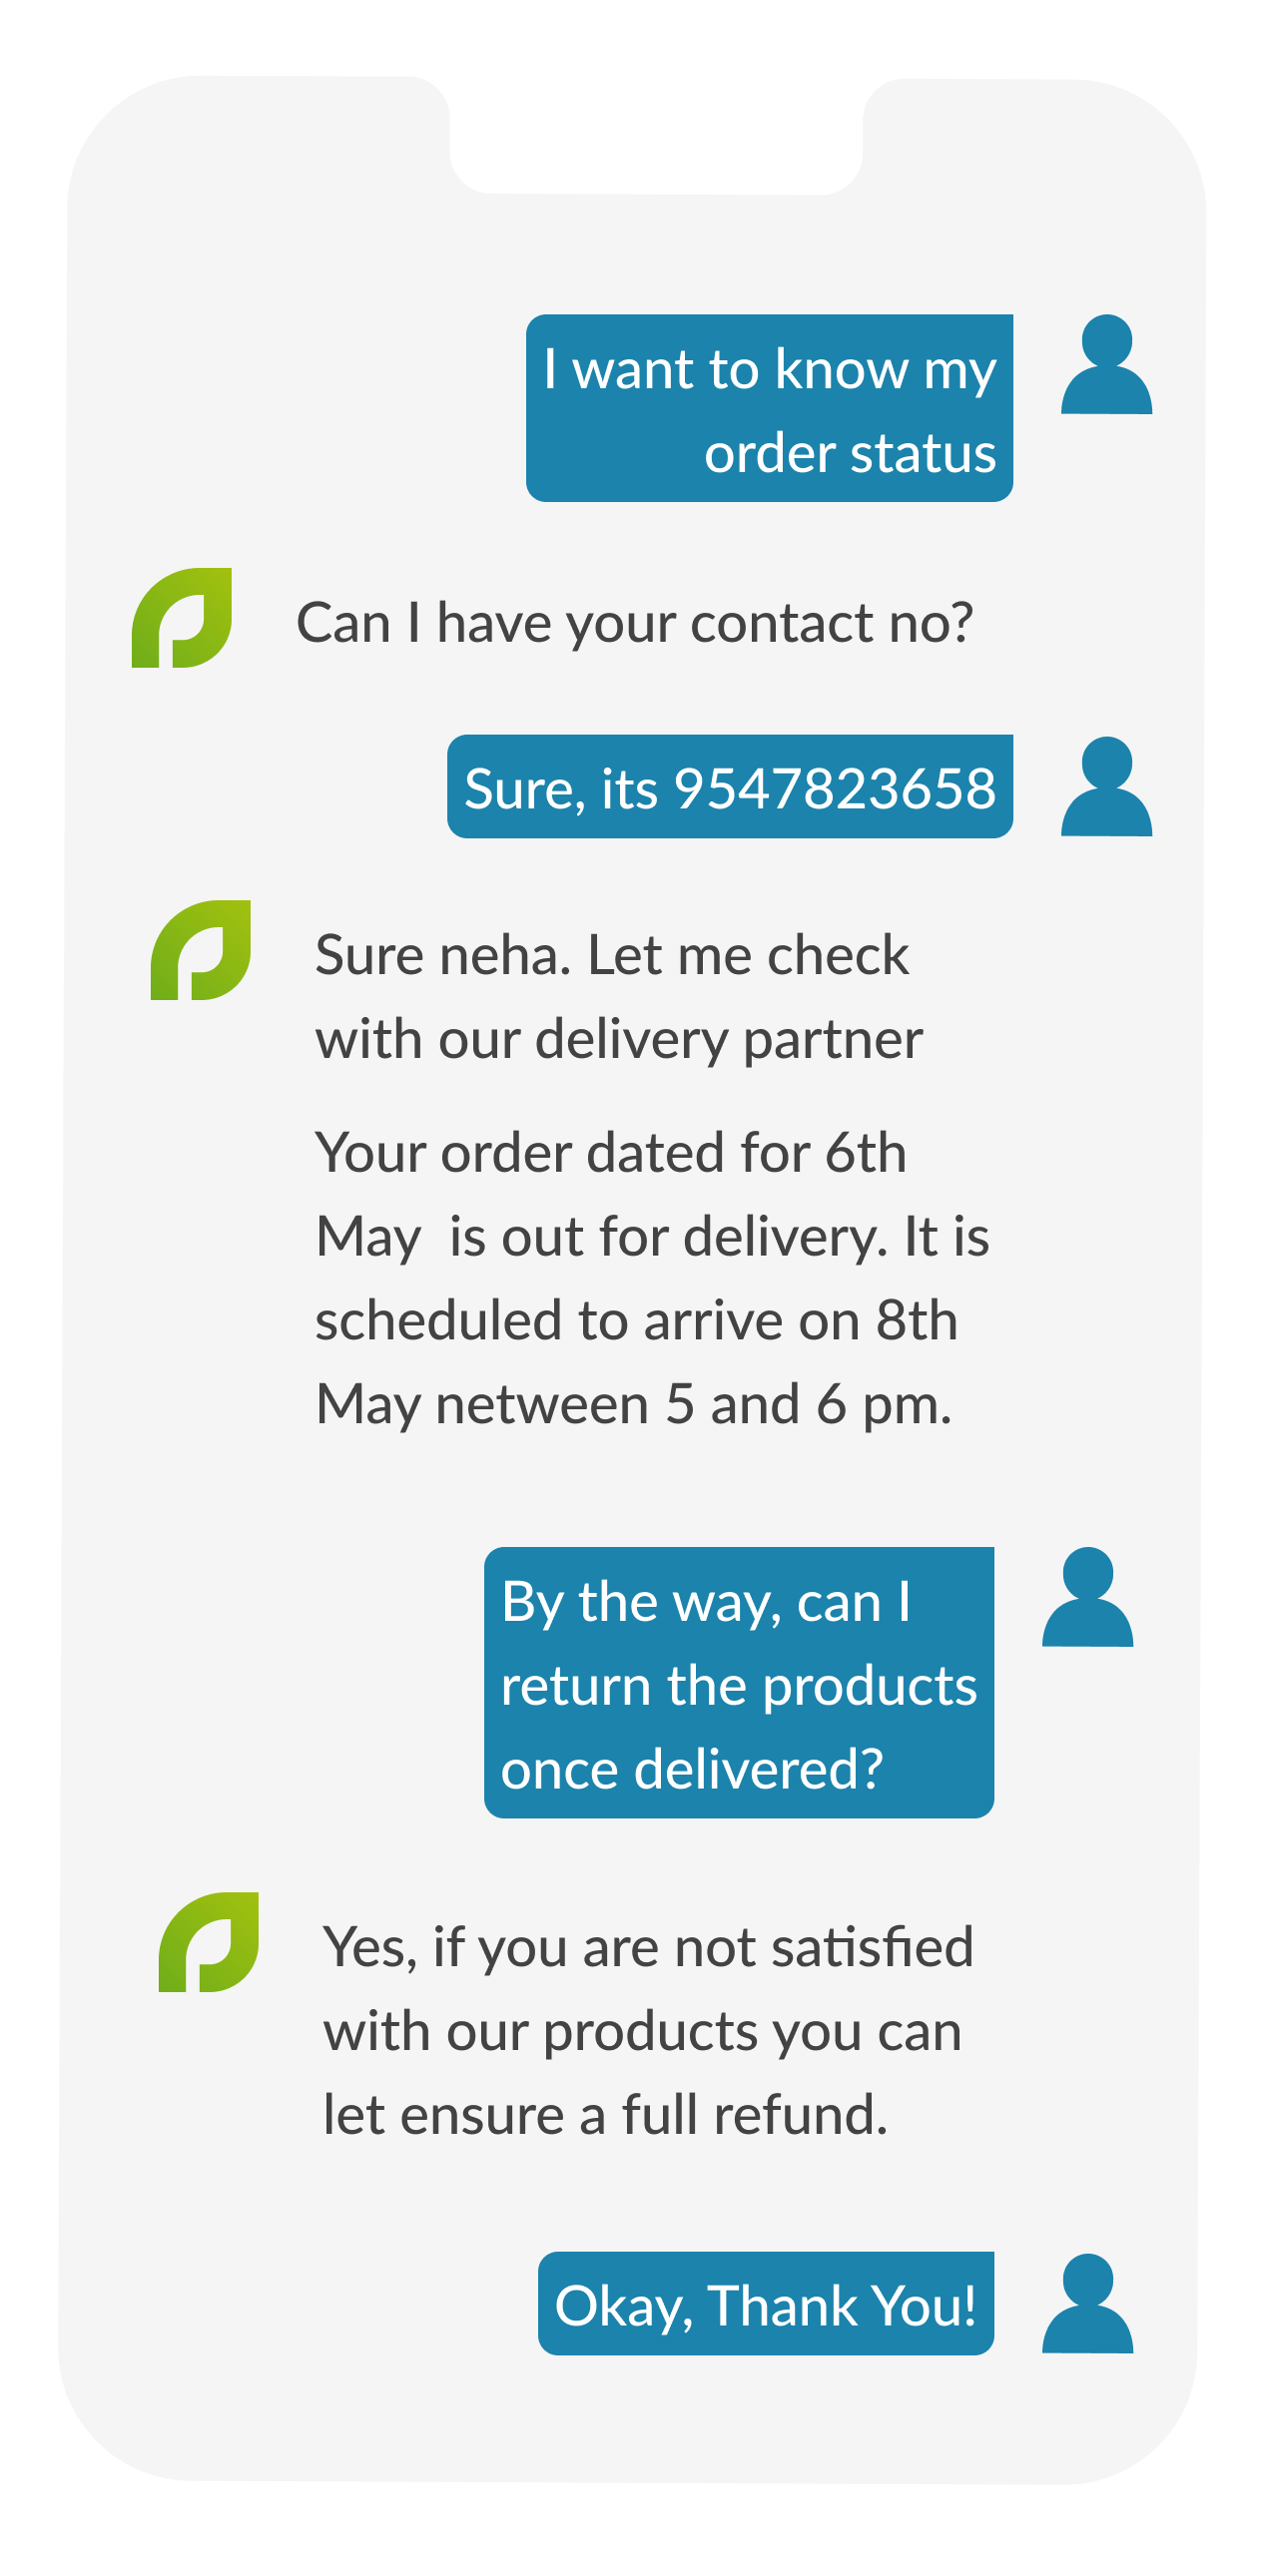 I want to know my
order status
Can I have your contact no?
Sure, its 9547823658
Sure neha. Let me check
with our delivery partner
Your order dated for 6th
May  is out for delivery. It is
scheduled to arrive on 8th
May netween 5 and 6 pm.
By the way, can I
return the products
once delivered?
Yes, if you are not satisfied
with our products you can
let ensure a full refund.
Okay, Thank You!